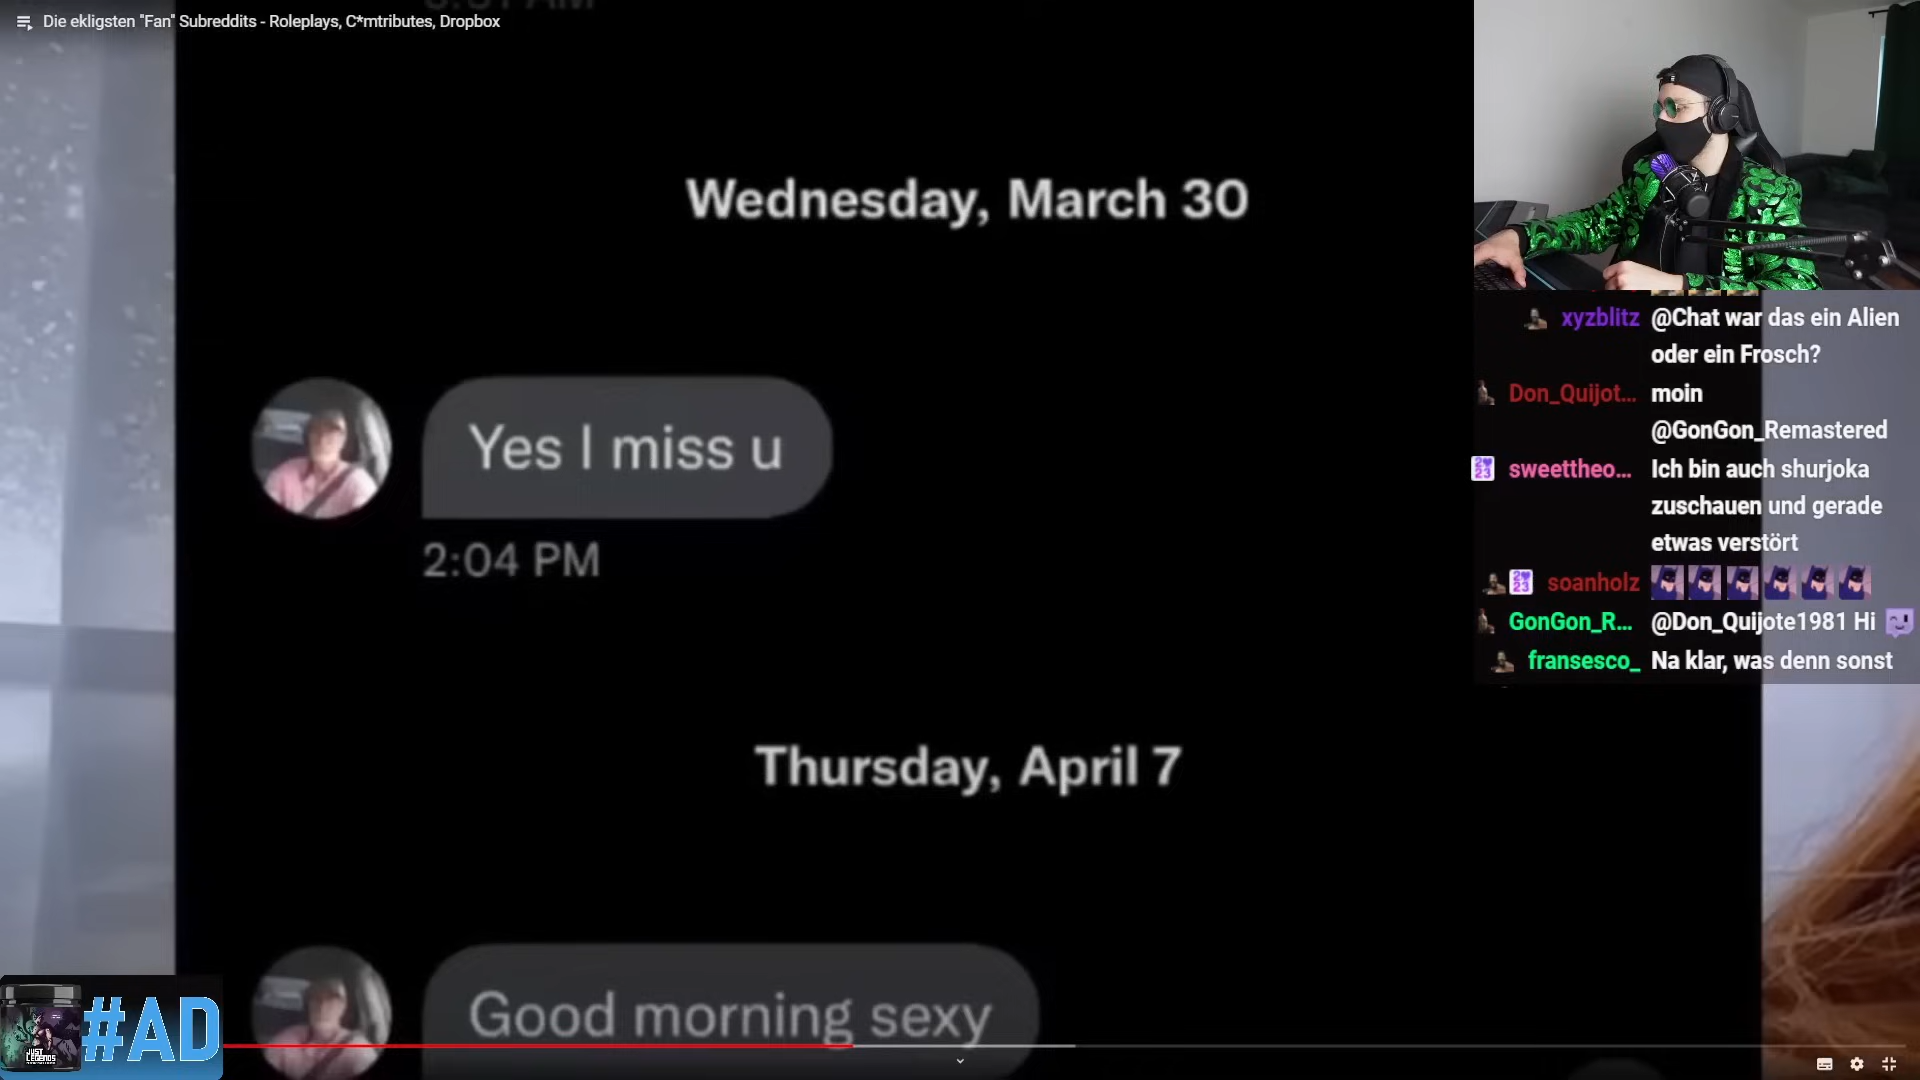 Die ekligsten "Fan" Subreddits - Roleplays, C*mtributes, Dropbox
Wednesday, March 30
Yes I miss u
2:04 PM
Thursday, April 7
Good morning sexy
xyzblitz @Chat war das ein Alien
oder ein Frosch?
Don_Quijot... moin
@GonGon_Remastered
sweettheo... Ich bin auch shurjoka
zuschauen und gerade
etwas verstört
soanholz
GonGon_R... @Don_Quijote1981 Hi
fransesco_ Na klar, was denn sonst
JUST
LEGENDS
#AD